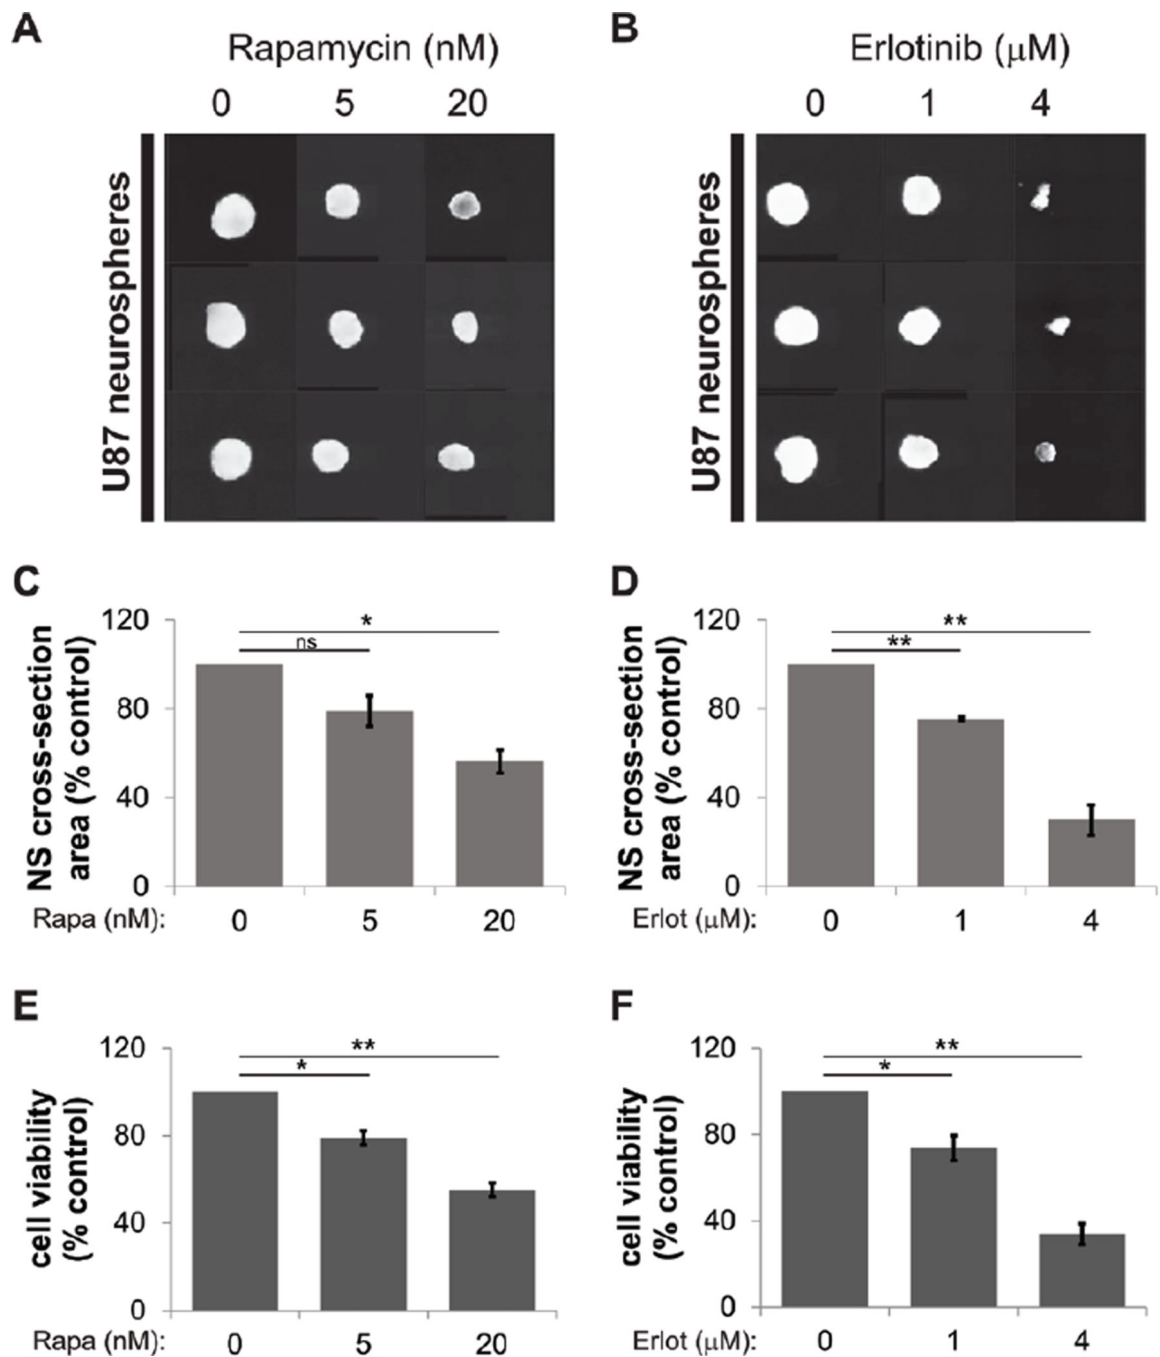 A
Rapamycin (nM)
0 5 20
U87 neurospheres
B
Erlotinib (μM)
0 1 4
U87 neurospheres
C
NS cross-section
area (% control)
120
80
40
0
*
ns
Rapa (nM): 0 5 20
D
NS cross-section
area (% control)
120
80
40
0
**
**
Erlot (μM): 0 1 4
E
cell viability
(% control)
120
80
40
0
**
*
Rapa (nM): 0 5 20
F
cell viability
(% control)
120
80
40
0
**
*
Erlot (μM): 0 1 4